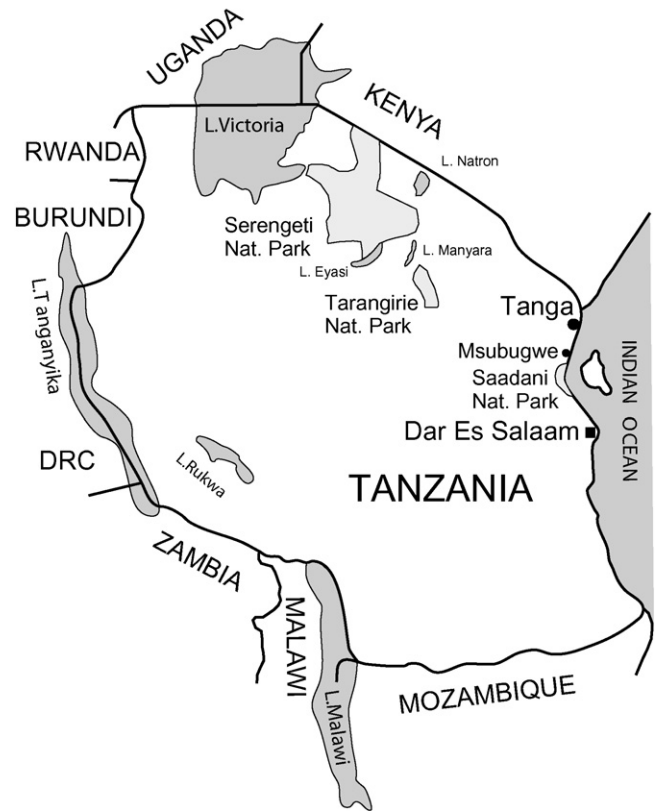 UGANDA
KENYA
L.Victoria
RWANDA
L. Natron
BURUNDI
Serengeti
Nat. Park
L. Manyara
L. Eyasi
L.Tanganyika
Tarangirie
Nat. Park
Tanga
Msubugwe
Saadani
Nat. Park
INDIAN OCEAN
Dar Es Salaam
DRC
L.Rukwa
TANZANIA
ZAMBIA
MALAWI
L.Malawi
MOZAMBIQUE